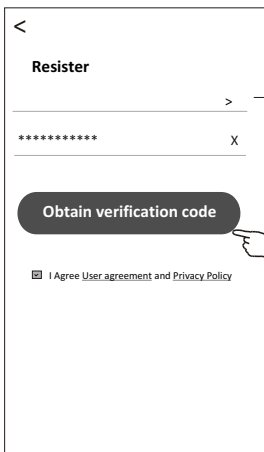 <
Resister
>
*********** X
Obtain verification code
I Agree User agreement and Privacy Policy